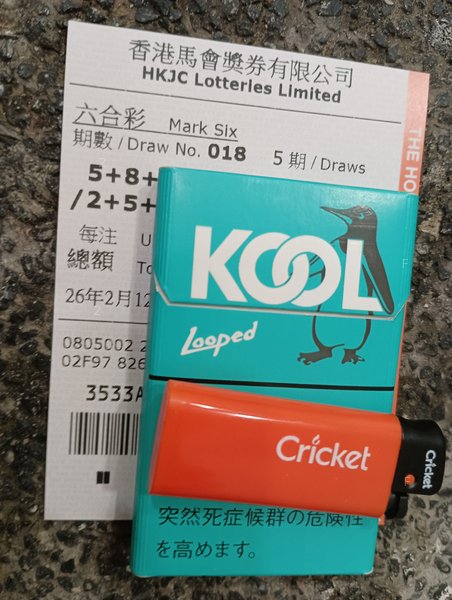 香港馬會獎券有限公司
HKJC Lotteries Limited
THE HO
六合彩 Mark Six
期數 / Draw No. 018 5 期 / Draws
5+8+
/2+5+
每注 U
總額 To
26年2月12
0805002 2
02F97 826
3533A
KOOL
Looped
Cricket
Cricket
突然死症候群の危険性
を高めます。